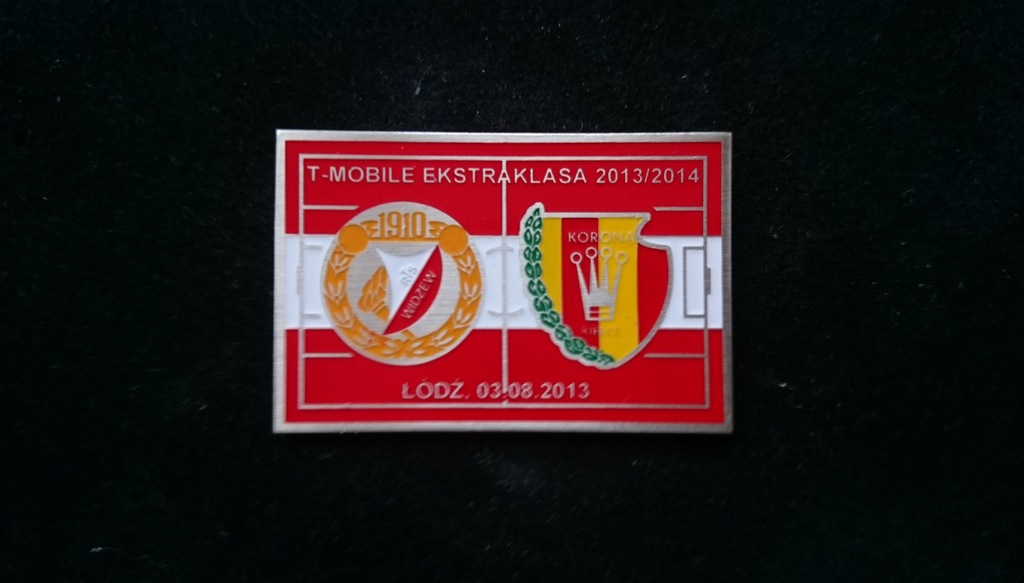 T-MOBILE EKSTRAKLASA 2013/2014
1910
RTS
WIDZEW
KORONA
KIELCE
ŁÓDŹ. 03.08.2013